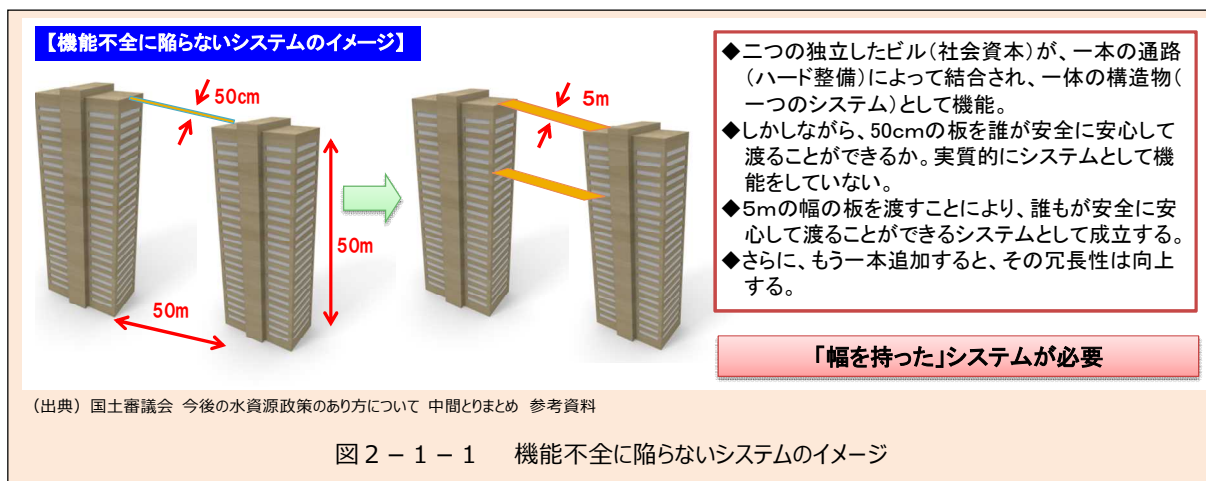 【機能不全に陥らないシステムのイメージ】
50cm
50m
50m
5m
◆二つの独立したビル(社会資本)が、一本の通路
(ハード整備)によって結合され、一体の構造物(
一つのシステム)として機能。
◆しかしながら、50cmの板を誰が安全に安心して
渡ることができるか。実質的にシステムとして機
能をしていない。
◆5mの幅の板を渡すことにより、誰もが安全に安
心して渡ることができるシステムとして成立する。
◆さらに、もう一本追加すると、その冗長性は向上
する。
「幅を持った」システムが必要
(出典) 国土審議会 今後の水資源政策のあり方について 中間とりまとめ 参考資料
図2-1-1 機能不全に陥らないシステムのイメージ